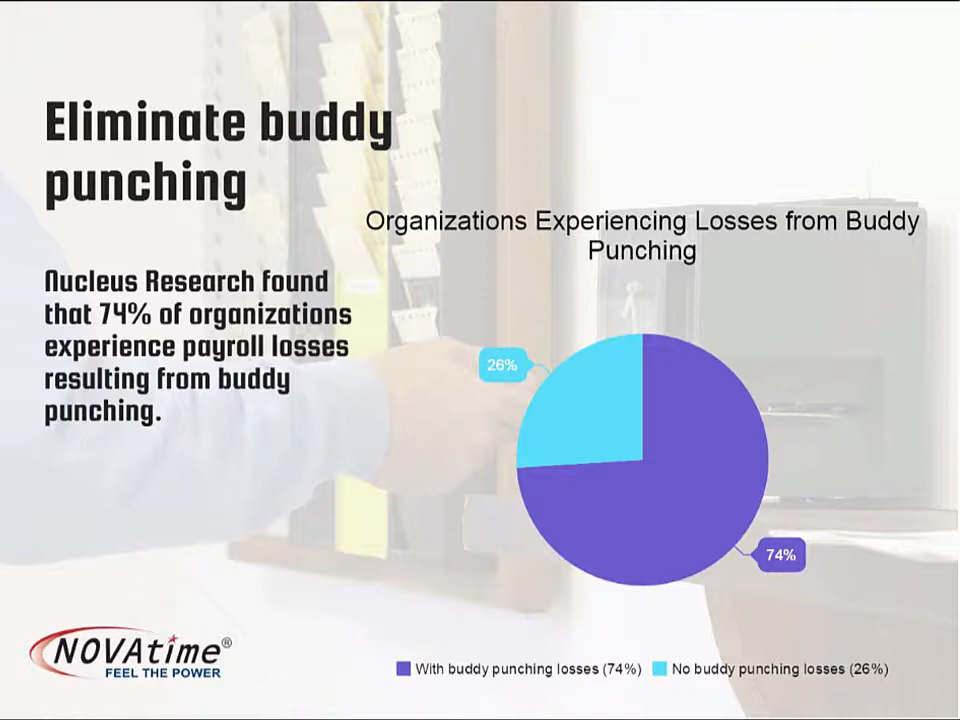 Eliminate buddy
punching
Nucleus Research found
that 74% of organizations
experience payroll losses
resulting from buddy
punching.
Organizations Experiencing Losses from Buddy
Punching
26%
74%
With buddy punching losses (74%)
No buddy punching losses (26%)
NOVAtime®
FEEL THE POWER